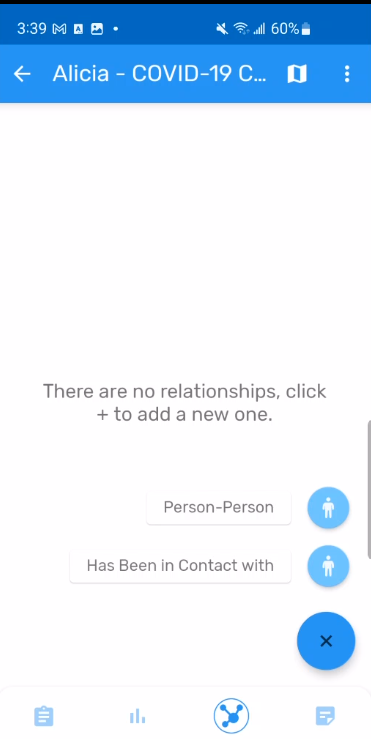 3:39 60%
Alicia - COVID-19 C...
There are no relationships, click
+ to add a new one.
Person-Person
Has Been in Contact with